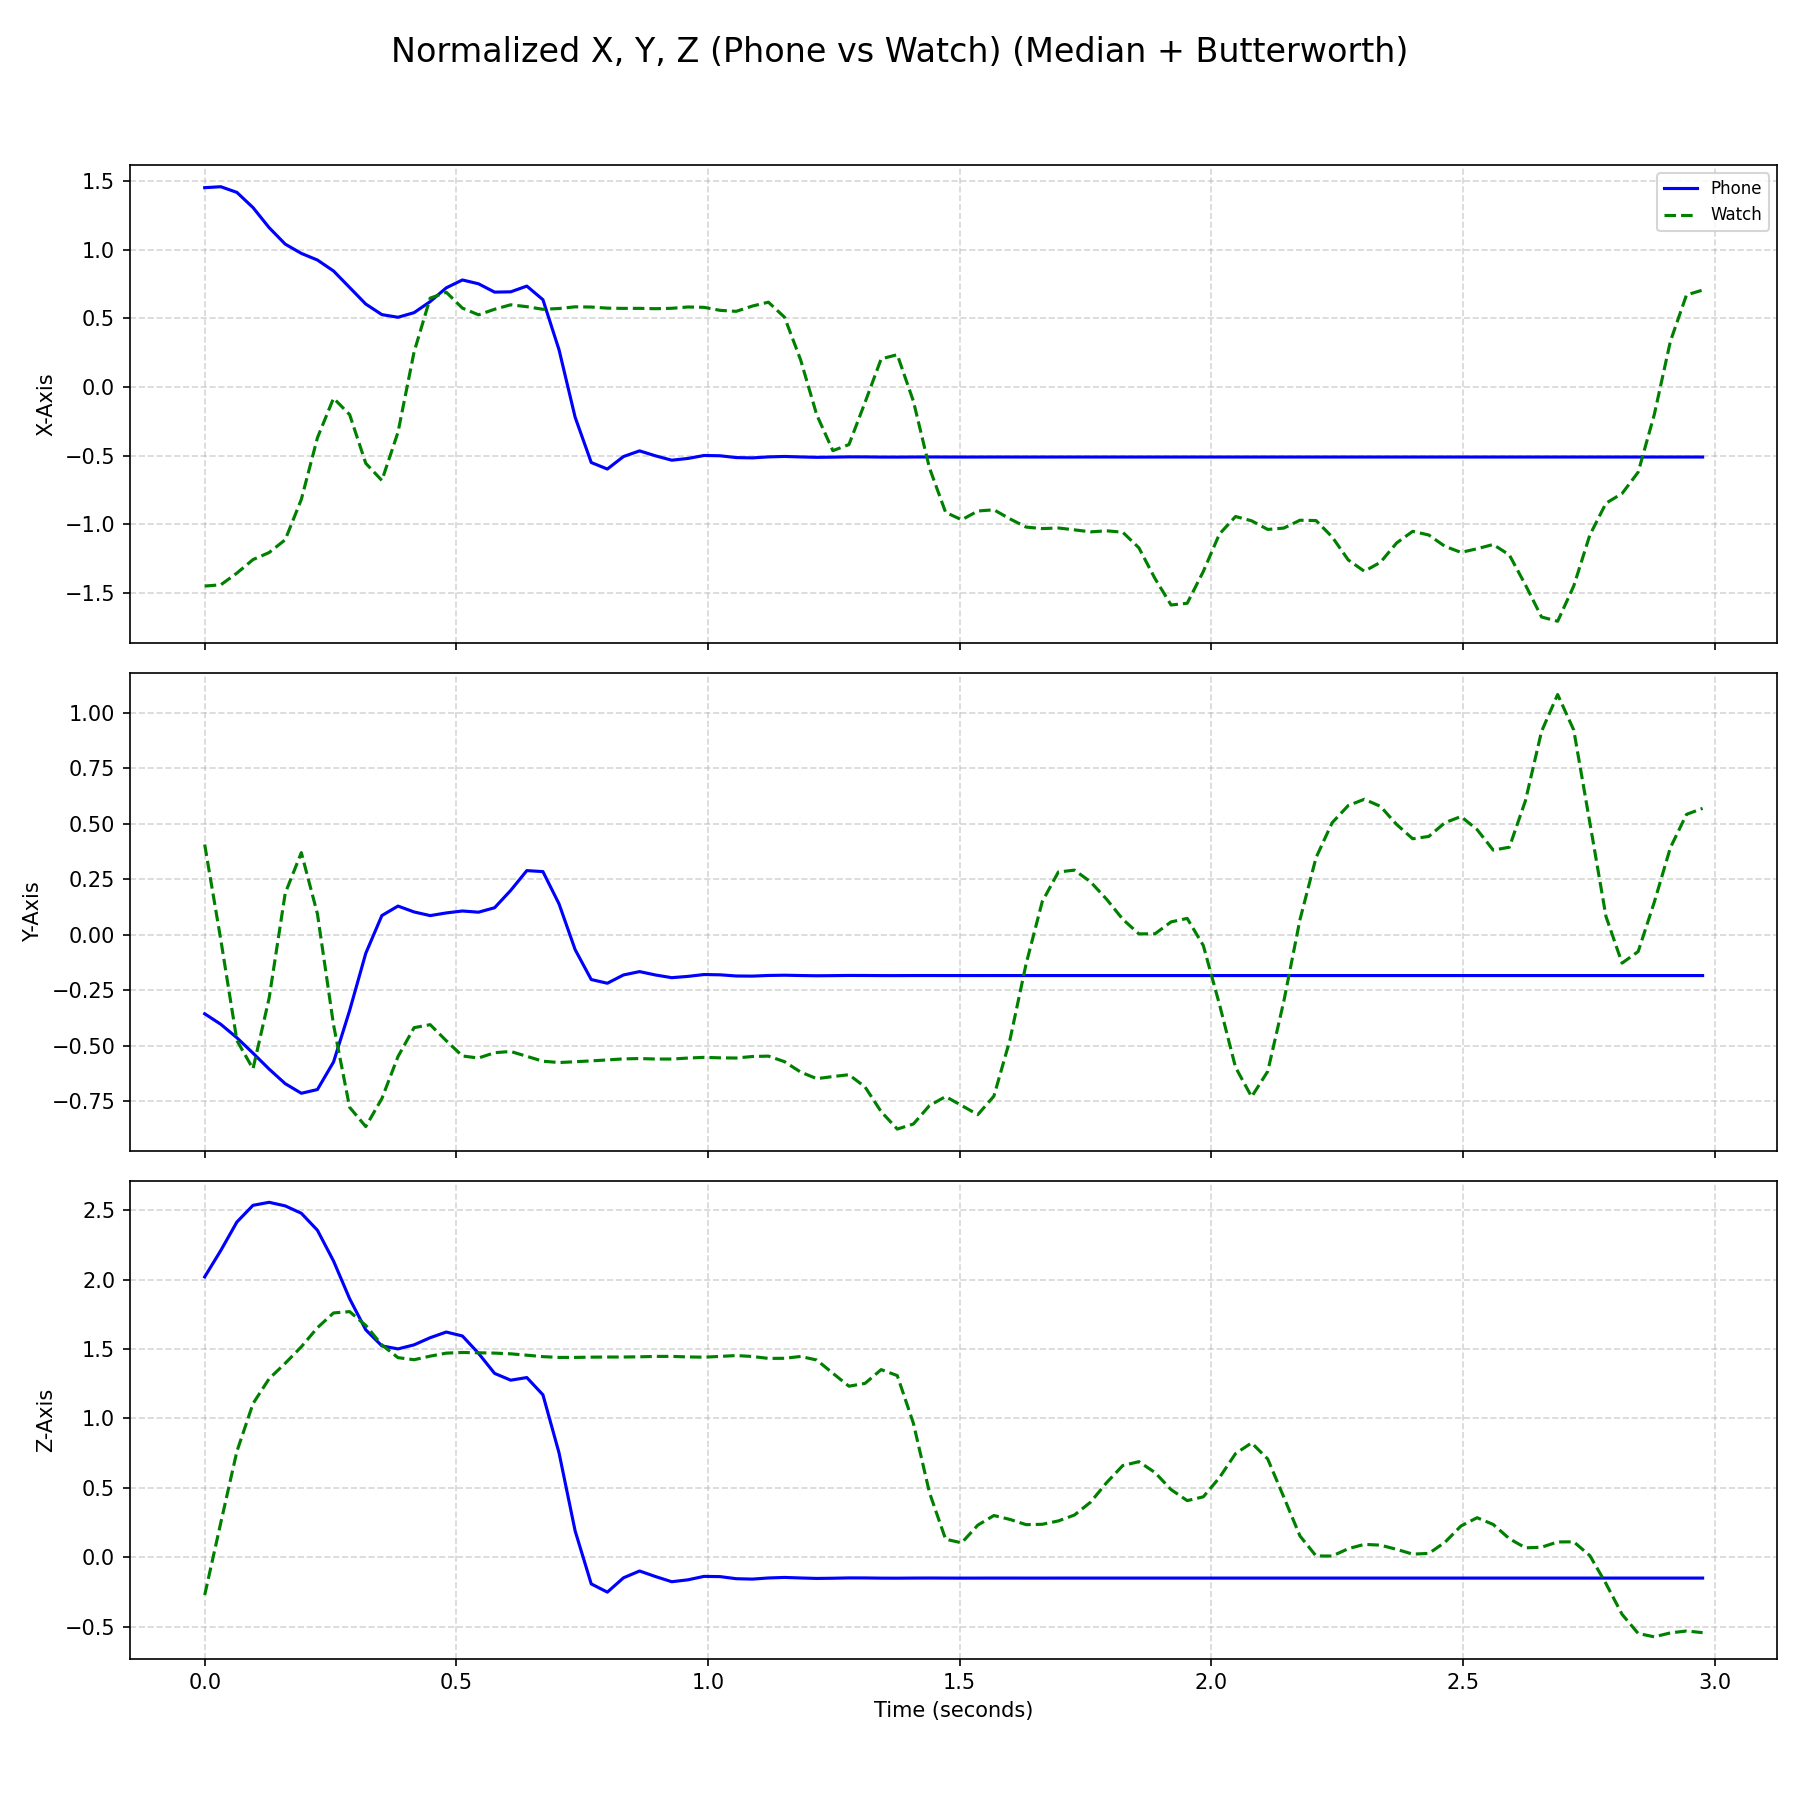 Normalized X, Y, Z (Phone vs Watch) (Median + Butterworth)
Phone
Watch
X-Axis
1.5
1.0
0.5
0.0
−0.5
−1.0
−1.5
Y-Axis
1.00
0.75
0.50
0.25
0.00
−0.25
−0.50
−0.75
Z-Axis
2.5
2.0
1.5
1.0
0.5
0.0
−0.5
0.0 0.5 1.0 1.5 2.0 2.5 3.0
Time (seconds)